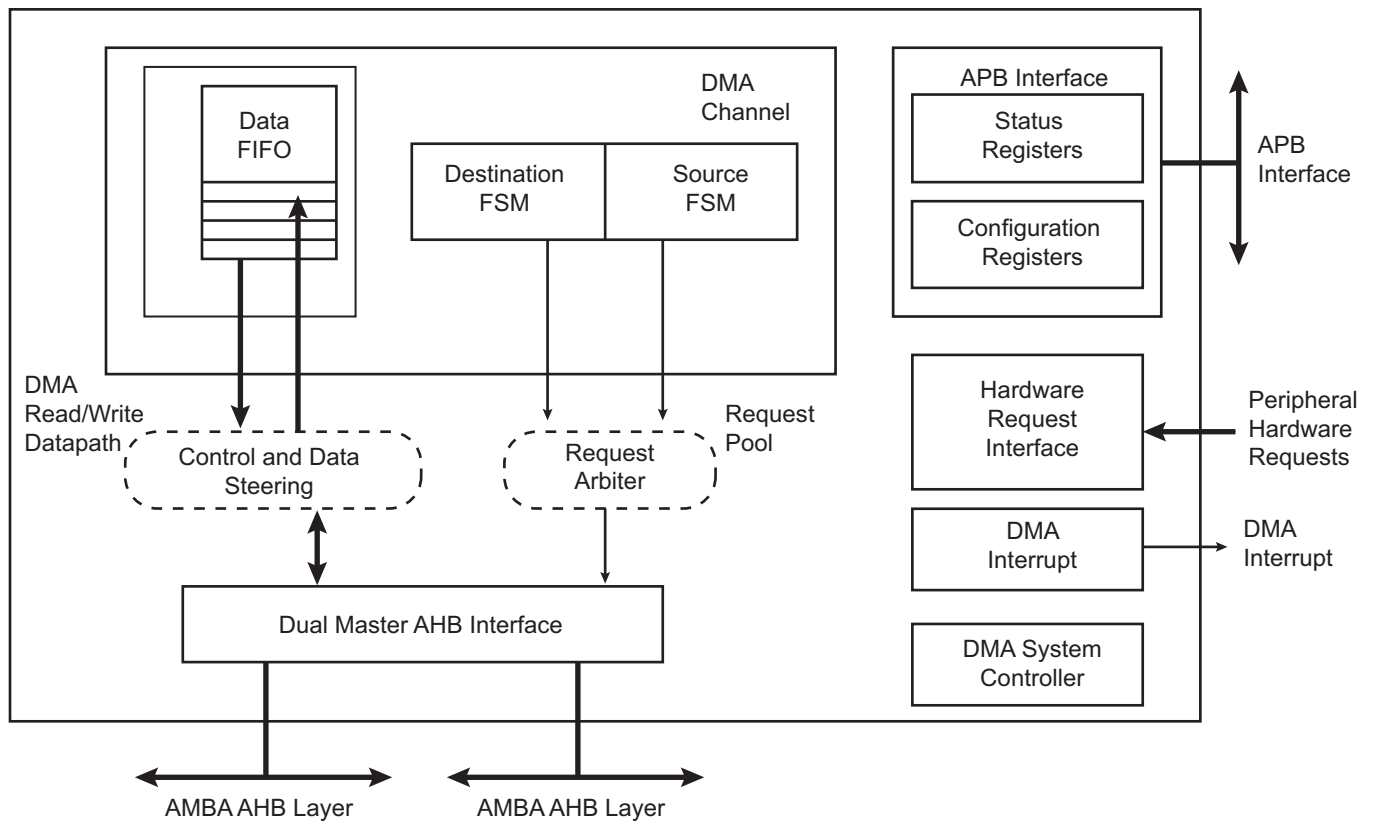 Data
FIFO
DMA
Channel
Destination
FSM
Source
FSM
APB Interface
Status
Registers
Configuration
Registers
APB
Interface
DMA
Read/Write
Datapath
Control and Data
Steering
Request
Arbiter
Request
Pool
Hardware
Request
Interface
Peripheral
Hardware
Requests
DMA
Interrupt
DMA
Interrupt
Dual Master AHB Interface
DMA System
Controller
AMBA AHB Layer
AMBA AHB Layer